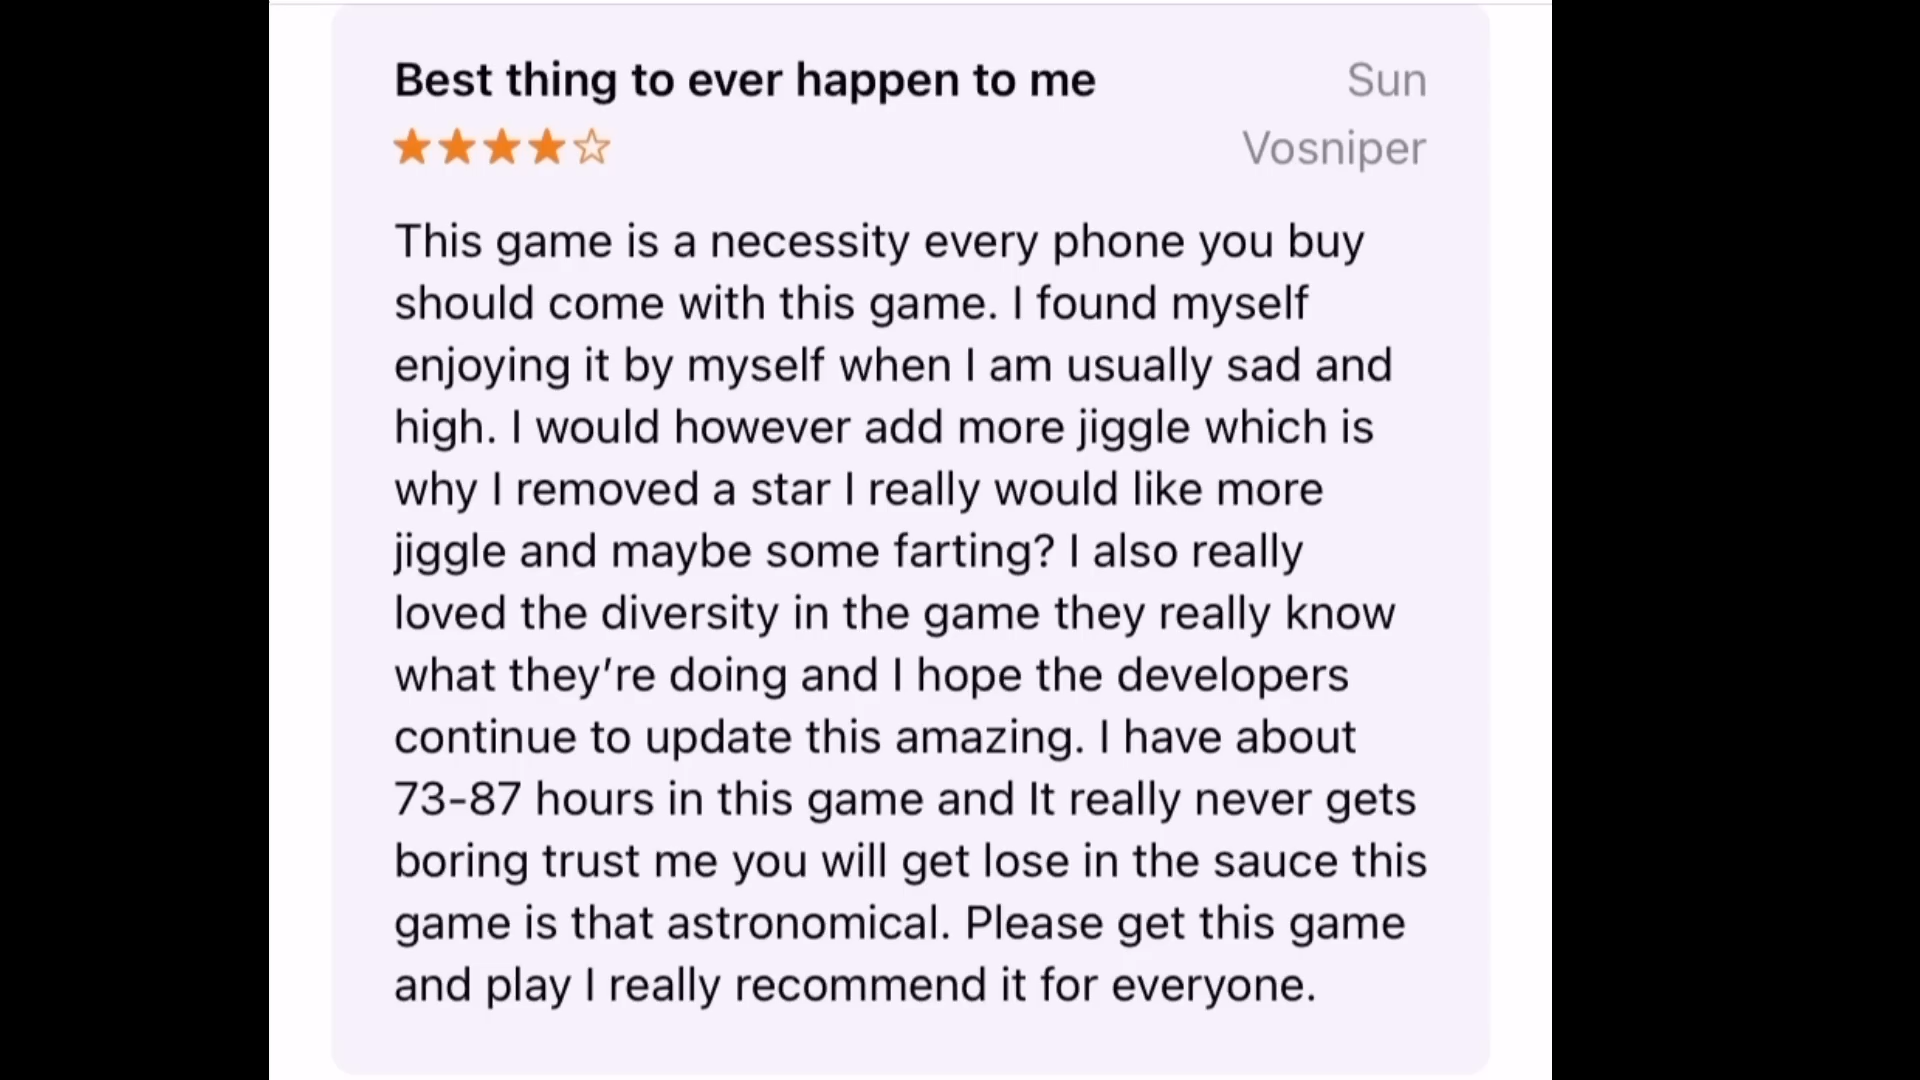 Best thing to ever happen to me
Sun
★★★★☆
Vosniper
This game is a necessity every phone you buy
should come with this game. I found myself
enjoying it by myself when I am usually sad and
high. I would however add more jiggle which is
why I removed a star I really would like more
jiggle and maybe some farting? I also really
loved the diversity in the game they really know
what they’re doing and I hope the developers
continue to update this amazing. I have about
73-87 hours in this game and It really never gets
boring trust me you will get lose in the sauce this
game is that astronomical. Please get this game
and play I really recommend it for everyone.